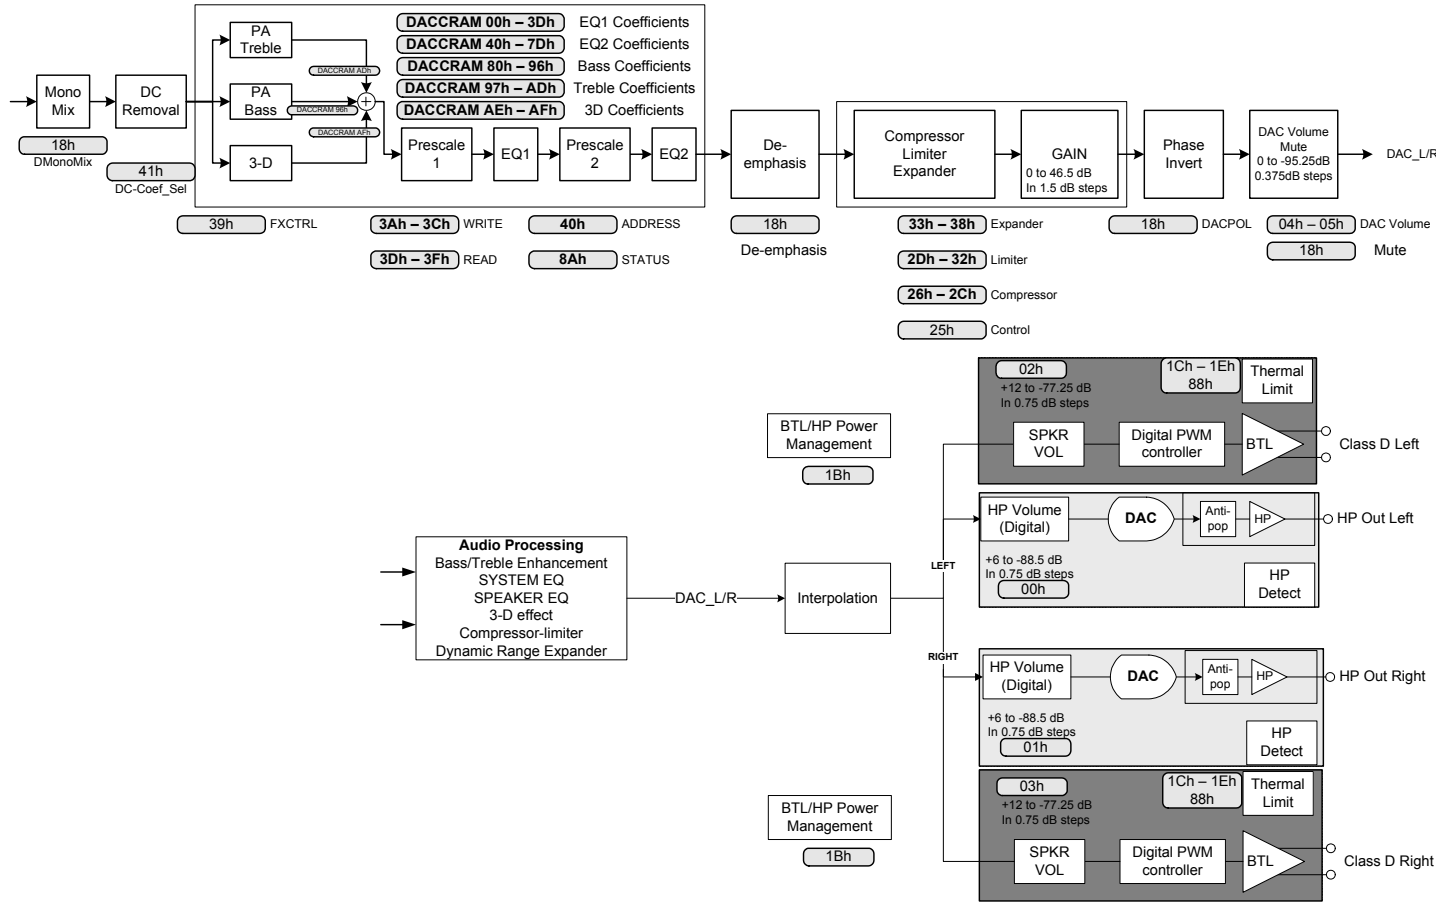 PA
Treble
DACCRAM 00h – 3Dh EQ1 Coefficients
DACCRAM 40h – 7Dh EQ2 Coefficients
DACCRAM 80h – 96h Bass Coefficients
DACCRAM 97h – ADh Treble Coefficients
DACCRAM AEh – AFh 3D Coefficients
DACCRAM ADh
Mono
Mix
DC
Removal
PA
Bass
DACCRAM 96h
DACCRAM AFh
3-D
Prescale
1
EQ1
Prescale
2
EQ2
De-
emphasis
Compressor
Limiter
Expander
GAIN
0 to 46.5 dB
In 1.5 dB steps
Phase
Invert
DAC Volume
Mute
0 to -95.25dB
0.375dB steps
DAC_L/R
18h
DMonoMix
41h
DC-Coef_Sel
39h FXCTRL
3Ah – 3Ch WRITE
40h ADDRESS
3Dh – 3Fh READ
8Ah STATUS
18h
De-emphasis
33h – 38h Expander
2Dh – 32h Limiter
26h – 2Ch Compressor
25h Control
18h DACPOL
04h – 05h DAC Volume
18h Mute
02h
+12 to -77.25 dB
In 0.75 dB steps
1Ch – 1Eh
88h
Thermal
Limit
BTL/HP Power
Management
1Bh
SPKR
VOL
Digital PWM
controller
BTL
Class D Left
HP Volume
(Digital)
DAC
Anti-
pop
HP
HP Out Left
+6 to -88.5 dB
In 0.75 dB steps
00h
HP
Detect
LEFT
Audio Processing
Bass/Treble Enhancement
SYSTEM EQ
SPEAKER EQ
3-D effect
Compressor-limiter
Dynamic Range Expander
DAC_L/R
Interpolation
RIGHT
HP Volume
(Digital)
DAC
Anti-
pop
HP
HP Out Right
+6 to -88.5 dB
In 0.75 dB steps
01h
HP
Detect
03h
+12 to -77.25 dB
In 0.75 dB steps
1Ch – 1Eh
88h
Thermal
Limit
BTL/HP Power
Management
1Bh
SPKR
VOL
Digital PWM
controller
BTL
Class D Right